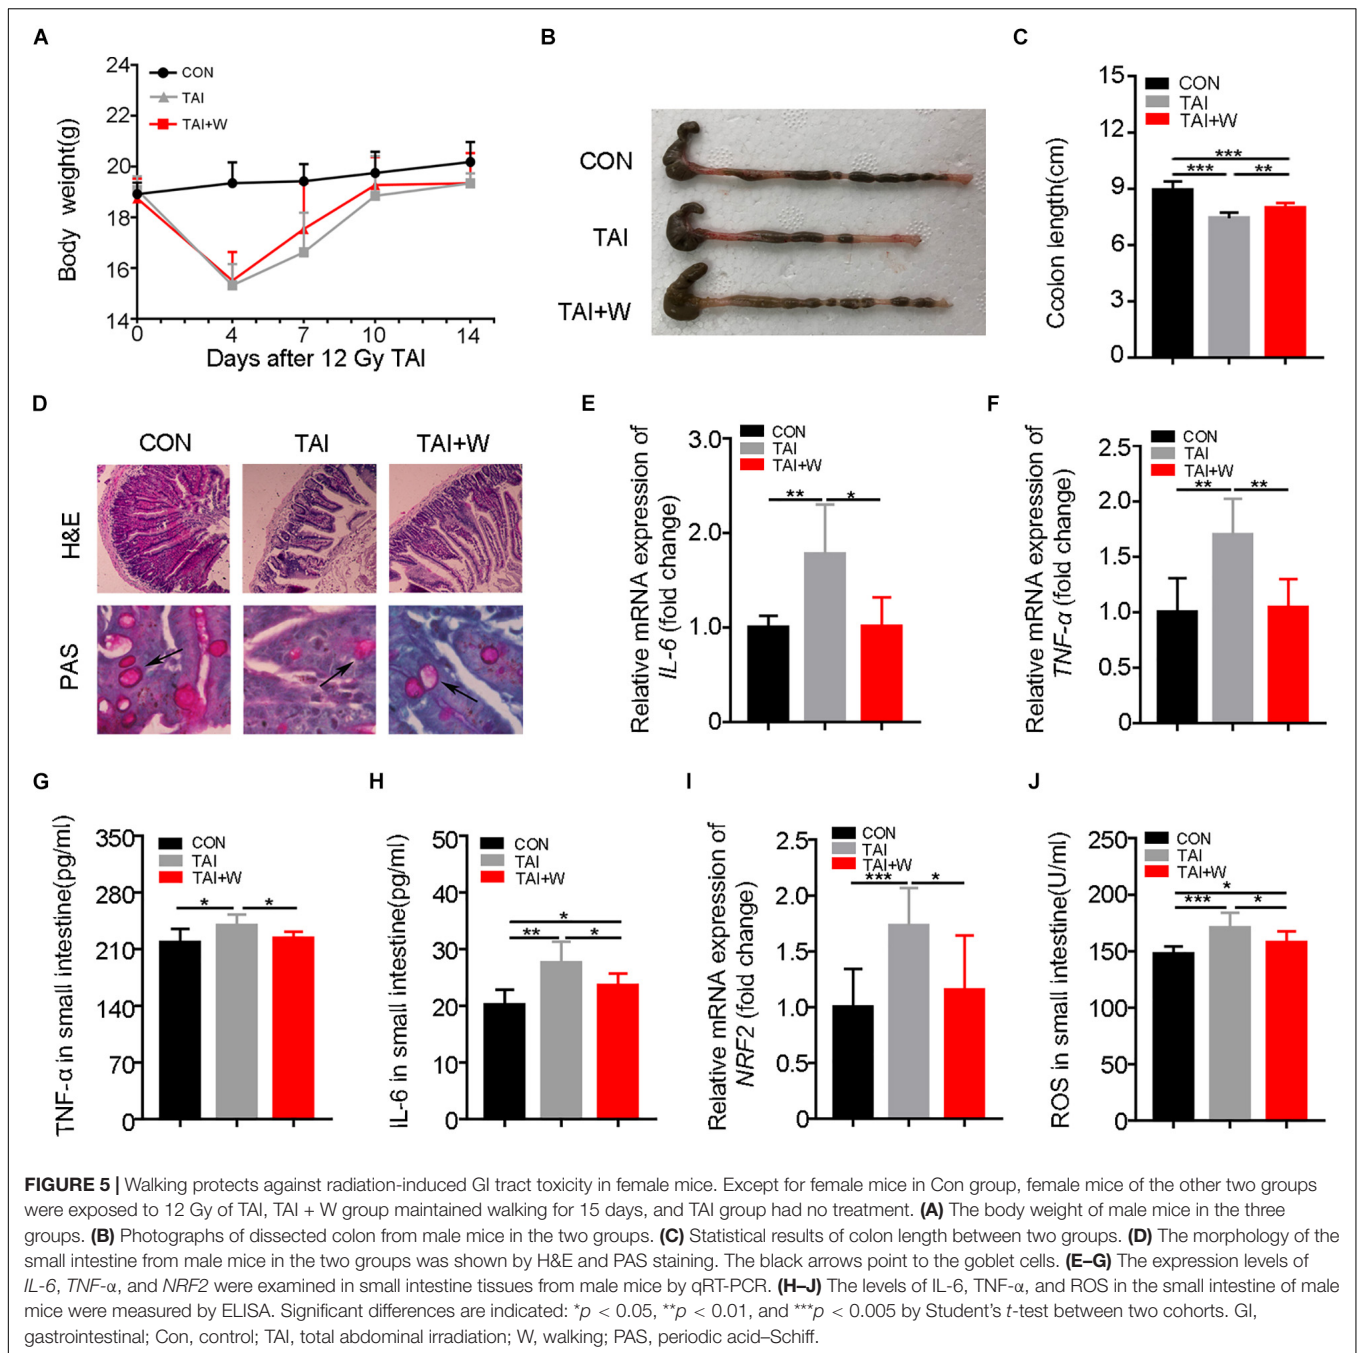 A
24
22
20
18
16
14
Body weight(g)
CON
TAI
TAI+W
0 4 7 10 14
Days after 12 Gy TAI
B
CON
TAI
TAI+W
C
15
12
9
6
3
0
Ccolon length(cm)
CON
TAI
TAI+W
***
*** **
D
CON TAI TAI+W
H&E
PAS
E
Relative mRNA expression of
IL-6 (fold change)
3.0
2.0
1.0
0
CON
TAI
TAI+W
** *
F
Relative mRNA expression of
TNF-α (fold change)
2.5
2.0
1.5
1.0
0.5
0
CON
TAI
TAI+W
** **
G
TNF-α in small intestine(pg/ml)
350
280
210
140
70
0
CON
TAI
TAI+W
* *
H
IL-6 in small intestine(pg/ml)
50
40
30
20
10
0
CON
TAI
TAI+W
*
** *
I
Relative mRNA expression of
NRF2 (fold change)
2.5
2.0
1.5
1.0
0.5
0
CON
TAI
TAI+W
*** *
J
ROS in small intestine(U/ml)
250
200
150
100
50
0
CON
TAI
TAI+W
*
*** *
FIGURE 5 | Walking protects against radiation-induced GI tract toxicity in female mice. Except for female mice in Con group, female mice of the other two groups
were exposed to 12 Gy of TAI, TAI + W group maintained walking for 15 days, and TAI group had no treatment. (A) The body weight of male mice in the three
groups. (B) Photographs of dissected colon from male mice in the two groups. (C) Statistical results of colon length between two groups. (D) The morphology of the
small intestine from male mice in the two groups was shown by H&E and PAS staining. The black arrows point to the goblet cells. (E–G) The expression levels of
IL-6, TNF-α, and NRF2 were examined in small intestine tissues from male mice by qRT-PCR. (H–J) The levels of IL-6, TNF-α, and ROS in the small intestine of male
mice were measured by ELISA. Significant differences are indicated: *p < 0.05, **p < 0.01, and ***p < 0.005 by Student's t-test between two cohorts. GI,
gastrointestinal; Con, control; TAI, total abdominal irradiation; W, walking; PAS, periodic acid–Schiff.